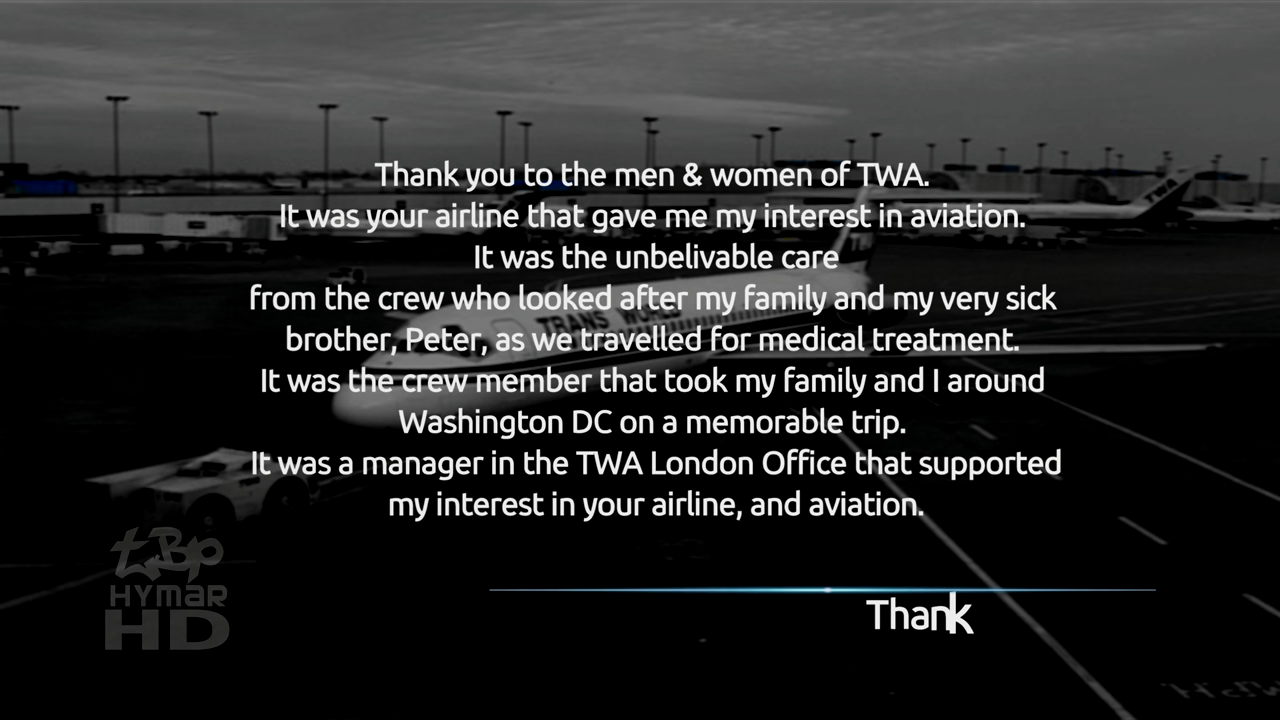 Thank you to the men & women of TWA.
It was your airline that gave me my interest in aviation.
It was the unbelivable care
from the crew who looked after my family and my very sick
brother, Peter, as we travelled for medical treatment.
It was the crew member that took my family and I around
Washington DC on a memorable trip.
It was a manager in the TWA London Office that supported
my interest in your airline, and aviation.
Thank
TRANS WORLD
TWA
tBp
HYMAR
HD